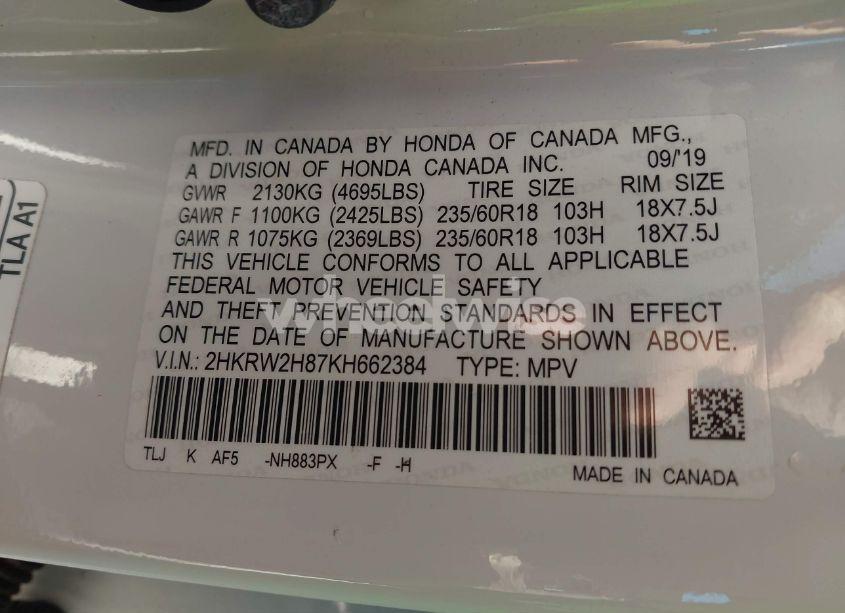 TLA A1
MFD. IN CANADA BY HONDA OF CANADA MFG.,
A DIVISION OF HONDA CANADA INC. 09/'19
GVWR 2130KG (4695LBS) TIRE SIZE RIM SIZE
GAWR F 1100KG (2425LBS) 235/60R18 103H 18X7.5J
GAWR R 1075KG (2369LBS) 235/60R18 103H 18X7.5J
THIS VEHICLE CONFORMS TO ALL APPLICABLE
FEDERAL MOTOR VEHICLE SAFETY
AND THEFT PREVENTION STANDARDS IN EFFECT
ON THE DATE OF MANUFACTURE SHOWN ABOVE.
V.I.N.: 2HKRW2H87KH662384 TYPE: MPV
TLJ K AF5 -NH883PX -F -H
MADE IN CANADA
wheelwise